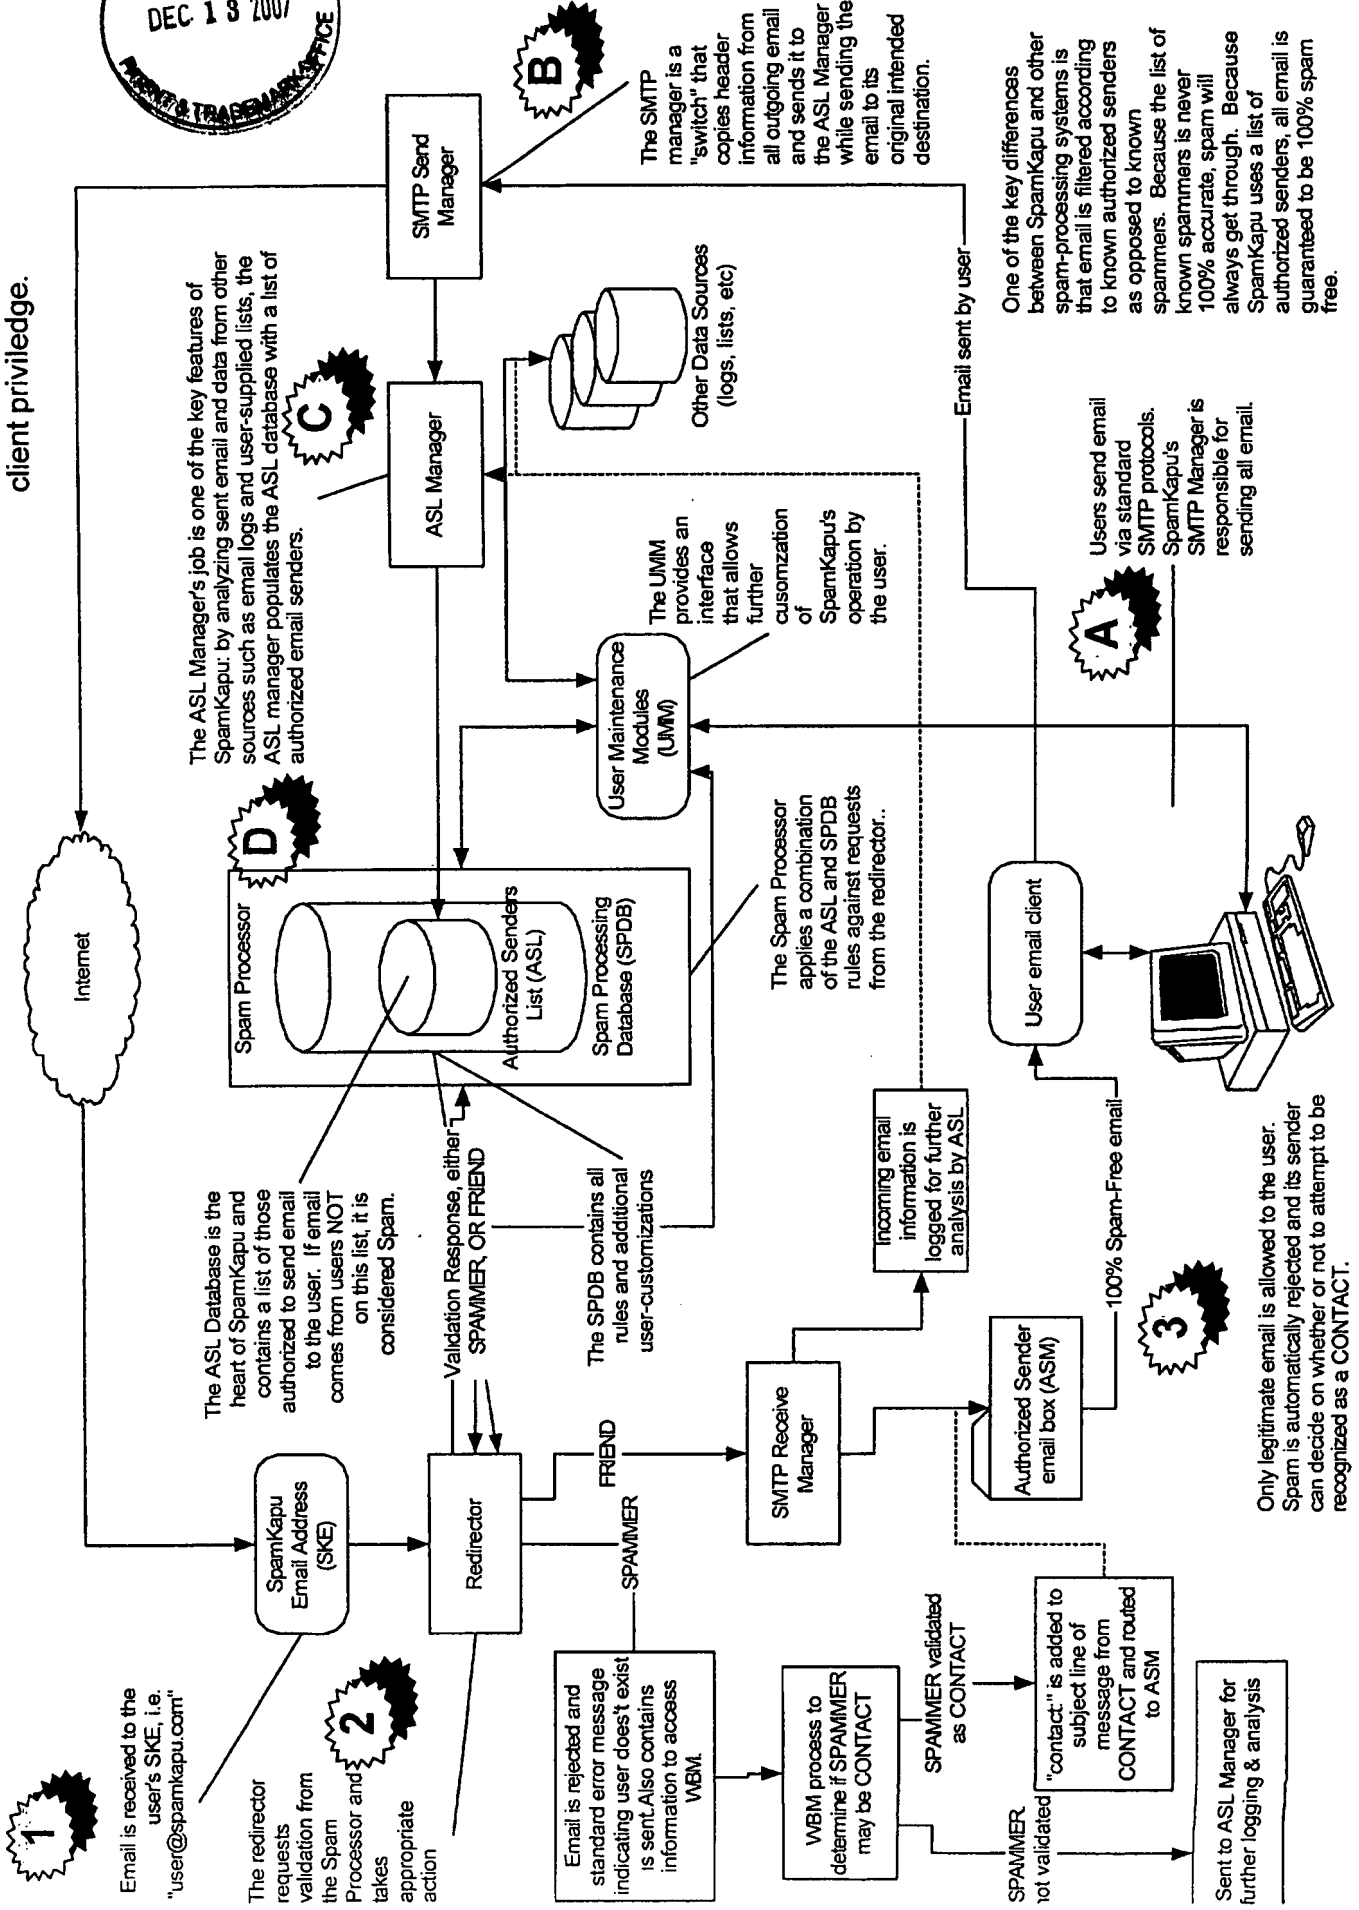 client priviledge.
DEC 13 2007
PATENT & TRADEMARK OFFICE
1
Email is received to the
user's SKE, i.e.
"user@spamkapu.com"
SpamKapu
Email Address
(SKE)
Internet
2
The redirector
requests
validation from
the Spam
Processor and
takes
appropriate
action
Redirector
The ASL Database is the
heart of SpamKapu and
contains a list of those
authorized to send email
to the user. If email
comes from users NOT
on this list, it is
considered Spam.
Validation Response, either
SPAMMER, OR FRIEND
The SPDB contains all
rules and additional
user-customizations
D
Spam Processor
Authorized Senders
List (ASL)
Spam Processing
Database (SPDB)
The Spam Processor
applies a combination
of the ASL and SPDB
rules against requests
from the redirector..
The ASL Manager's job is one of the key features of
SpamKapu: by analyzing sent email and data from other
sources such as email logs and user-supplied lists, the
ASL manager populates the ASL database with a list of
authorized email senders.
C
ASL Manager
SMTP Send
Manager
B
The SMTP
manager is a
"switch" that
copies header
information from
all outgoing email
and sends it to
the ASL Manager
while sending the
email to its
original intended
destination.
Other Data Sources
(logs, lists, etc)
User Maintenance
Modules
(UMM)
The UMM
provides an
interface
that allows
further
cusomzation
of
SpamKapu's
operation by
the user.
Email sent by user
FRIEND
SPAMMER
Email is rejected and
standard error message
indicating user does't exist
is sent.Also contains
information to access
WBM.
WBM process to
determine if SPAMMER
may be CONTACT
SPAMMER validated
as CONTACT
SPAMMER
not validated
"contact:" is added to
subject line of
message from
CONTACT and routed
to ASM
Sent to ASL Manager for
further logging & analysis
SMTP Receive
Manager
Incoming email
information is
logged for further
analysis by ASL
Authorized Sender
email box (ASM)
100% Spam-Free email
3
Only legitimate email is allowed to the user.
Spam is automatically rejected and its sender
can decide on whether or not to attempt to be
recognized as a CONTACT.
User email client
A
Users send email
via standard
SMTP protocols.
SpamKapu's
SMTP Manager is
responsible for
sending all email.
One of the key differences
between SpamKapu and other
spam-processing systems is
that email is filtered according
to known authorized senders
as opposed to known
spammers. Because the list of
known spammers is never
100% accurate, spam will
always get through. Because
SpamKapu uses a list of
authorized senders, all email is
guaranteed to be 100% spam
free.